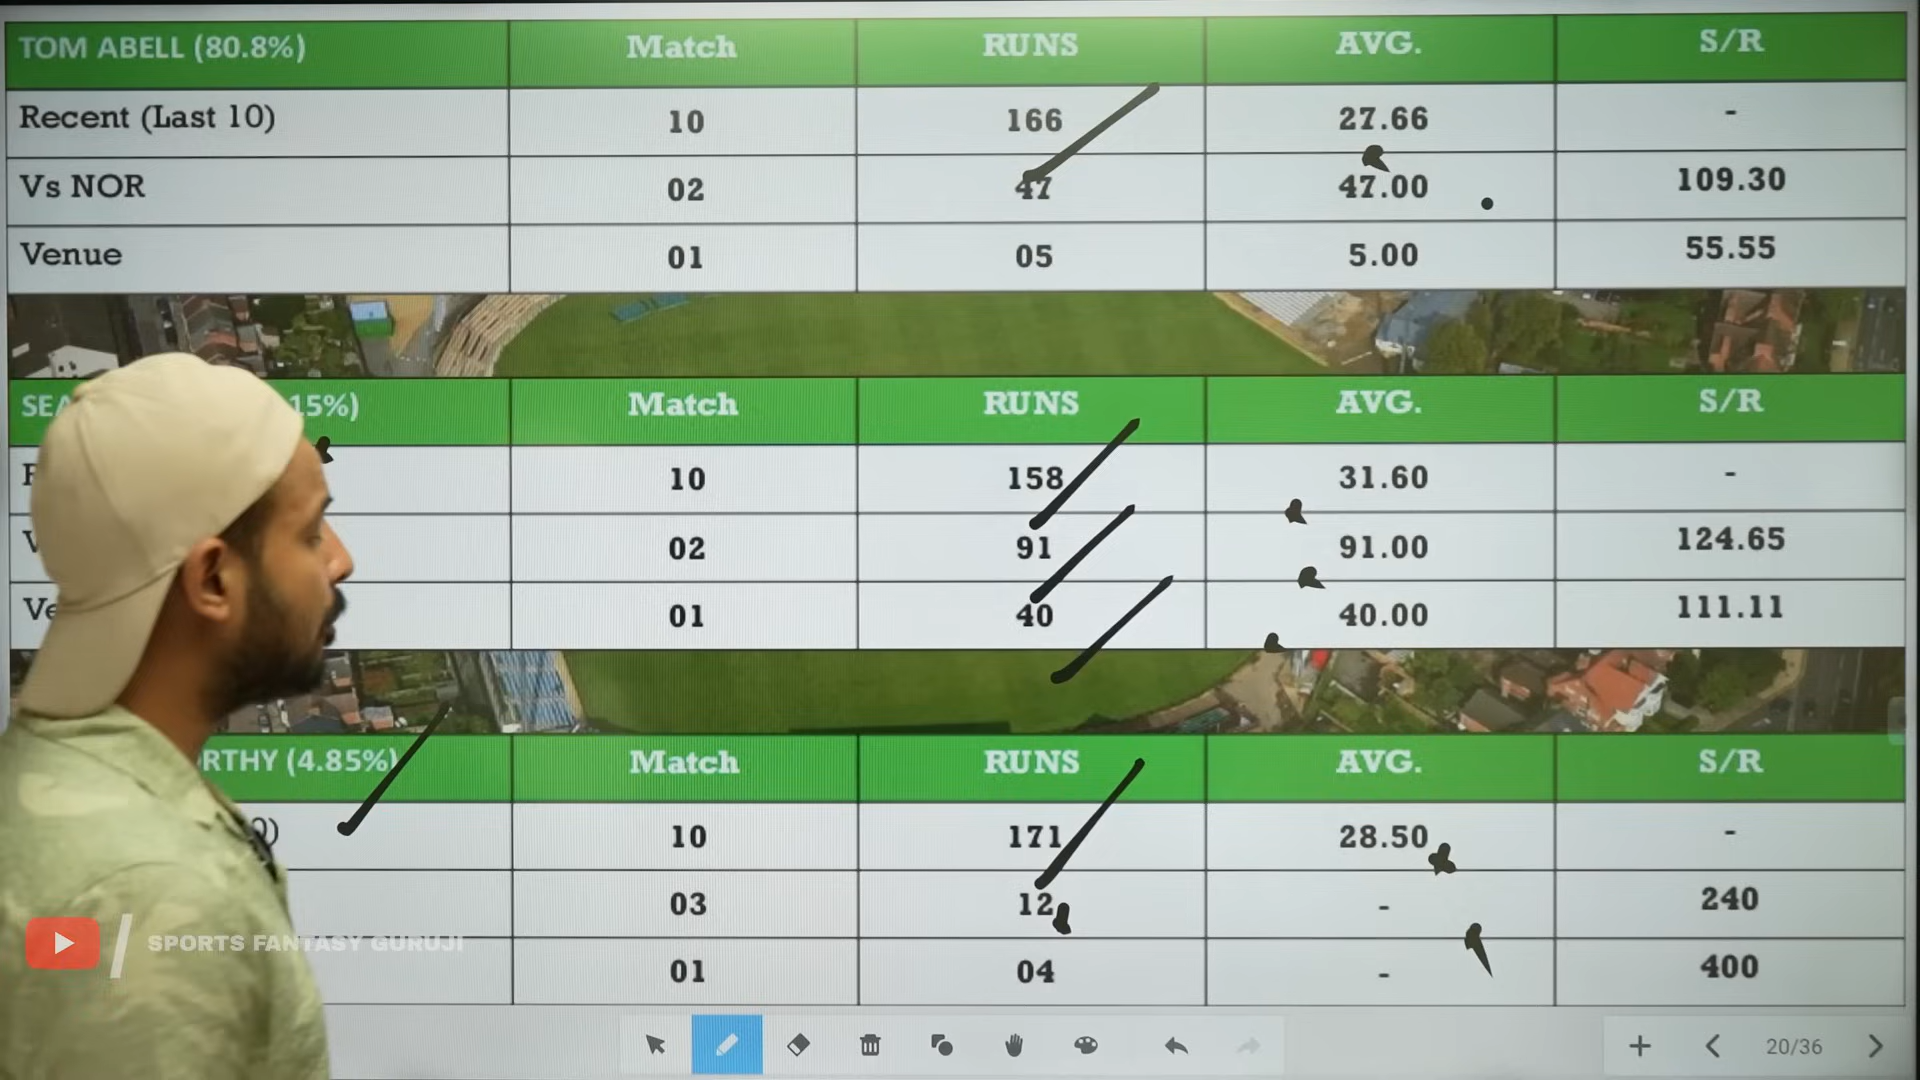 TOM ABELL (80.8%) Match RUNS AVG. S/R
Recent (Last 10) 10 166 27.66 -
Vs NOR 02 47 47.00 109.30
Venue 01 05 5.00 55.55
SEA 15%) Match RUNS AVG. S/R
10 158 31.60 -
V 02 91 91.00 124.65
Ve 01 40 40.00 111.11
RTHY (4.85%) Match RUNS AVG. S/R
0) 10 171 28.50 -
03 12 - 240
01 04 - 400
SPORTS FANTASY GURUJI
20/36